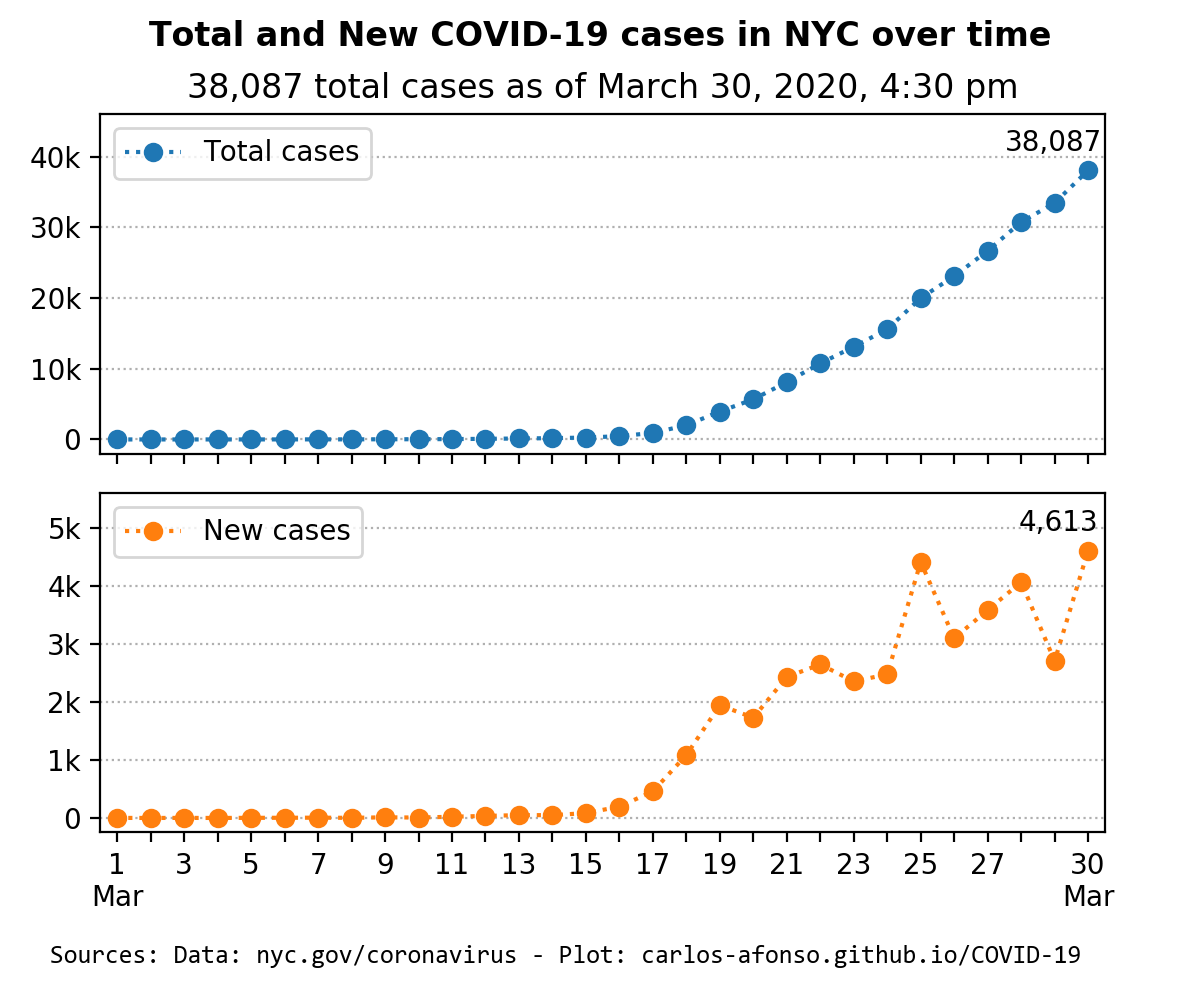 Total and New COVID-19 cases in NYC over time
38,087 total cases as of March 30, 2020, 4:30 pm
Total cases
38,087
40k
30k
20k
10k
0
New cases
4,613
5k
4k
3k
2k
1k
0
1 3 5 7 9 11 13 15 17 19 21 23 25 27 30
Mar Mar
Sources: Data: nyc.gov/coronavirus - Plot: carlos-afonso.github.io/COVID-19